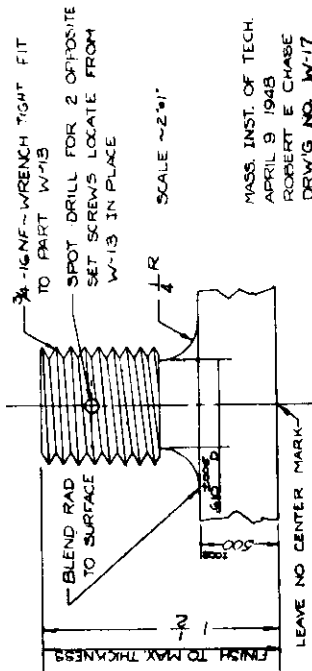 3/4-16NF~WRENCH TIGHT FIT
TO PART W-13
SPOT DRILL FOR 2 OPPOSITE
SET SCREWS LOCATE FROM
W-13 IN PLACE
SCALE ~2"=1"
BLEND RAD
TO SURFACE
1/4 R
.500
1 1/2
FINISH TO MAX. THICKNESS
LEAVE NO CENTER MARK
MASS. INST. OF TECH.
APRIL 9 1948
ROBERT E CHASE
DRW'G NO. W-17